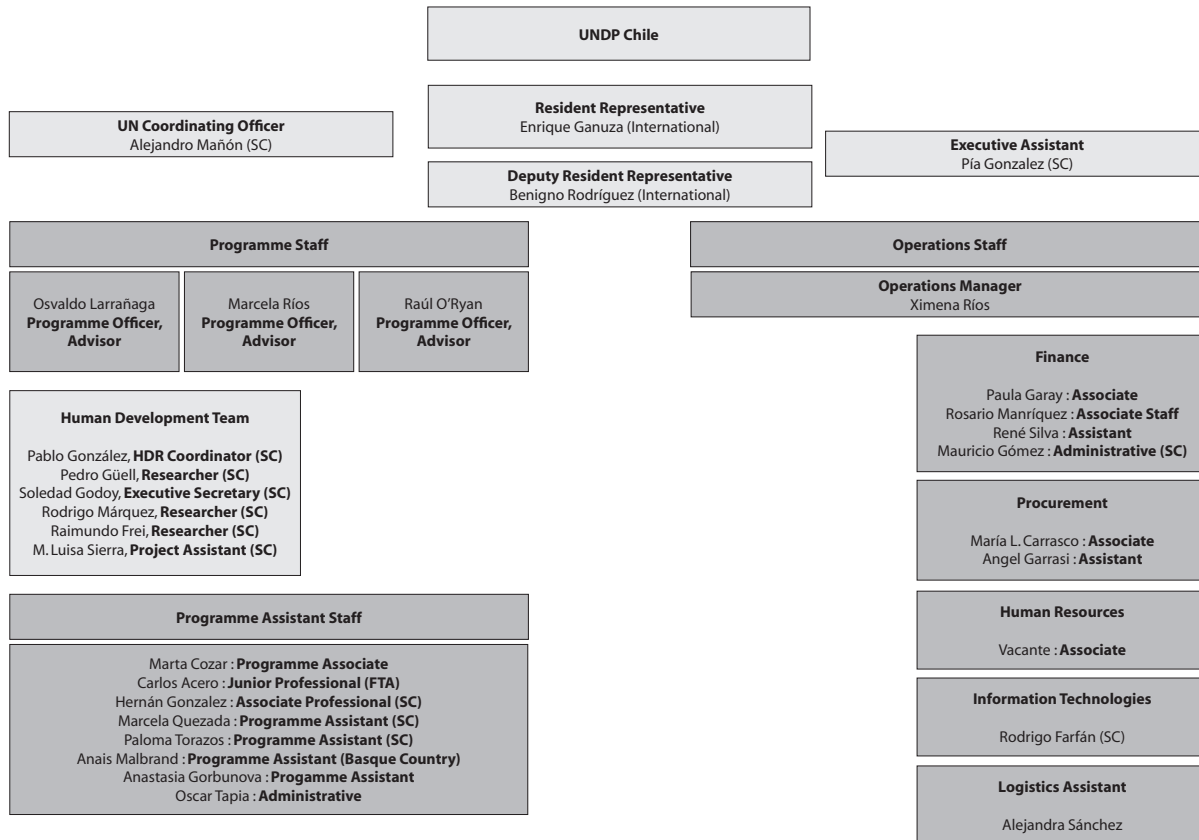 UNDP Chile
Resident Representative
Enrique Ganuza (International)
UN Coordinating Officer
Alejandro Mañón (SC)
Executive Assistant
Pía Gonzalez (SC)
Deputy Resident Representative
Benigno Rodríguez (International)
Programme Staff
Osvaldo Larrañaga
Programme Officer,
Advisor
Marcela Ríos
Programme Officer,
Advisor
Raúl O'Ryan
Programme Officer,
Advisor
Human Development Team
Pablo González, HDR Coordinator (SC)
Pedro Güell, Researcher (SC)
Soledad Godoy, Executive Secretary (SC)
Rodrigo Márquez, Researcher (SC)
Raimundo Frei, Researcher (SC)
M. Luisa Sierra, Project Assistant (SC)
Programme Assistant Staff
Marta Cozar : Programme Associate
Carlos Acero : Junior Professional (FTA)
Hernán Gonzalez : Associate Professional (SC)
Marcela Quezada : Programme Assistant (SC)
Paloma Torazos : Programme Assistant (SC)
Anais Malbrand : Programme Assistant (Basque Country)
Anastasia Gorbunova : Progamme Assistant
Oscar Tapia : Administrative
Operations Staff
Operations Manager
Ximena Ríos
Finance
Paula Garay : Associate
Rosario Manríquez : Associate Staff
René Silva : Assistant
Mauricio Gómez : Administrative (SC)
Procurement
María L. Carrasco : Associate
Angel Garrasi : Assistant
Human Resources
Vacante : Associate
Information Technologies
Rodrigo Farfán (SC)
Logistics Assistant
Alejandra Sánchez